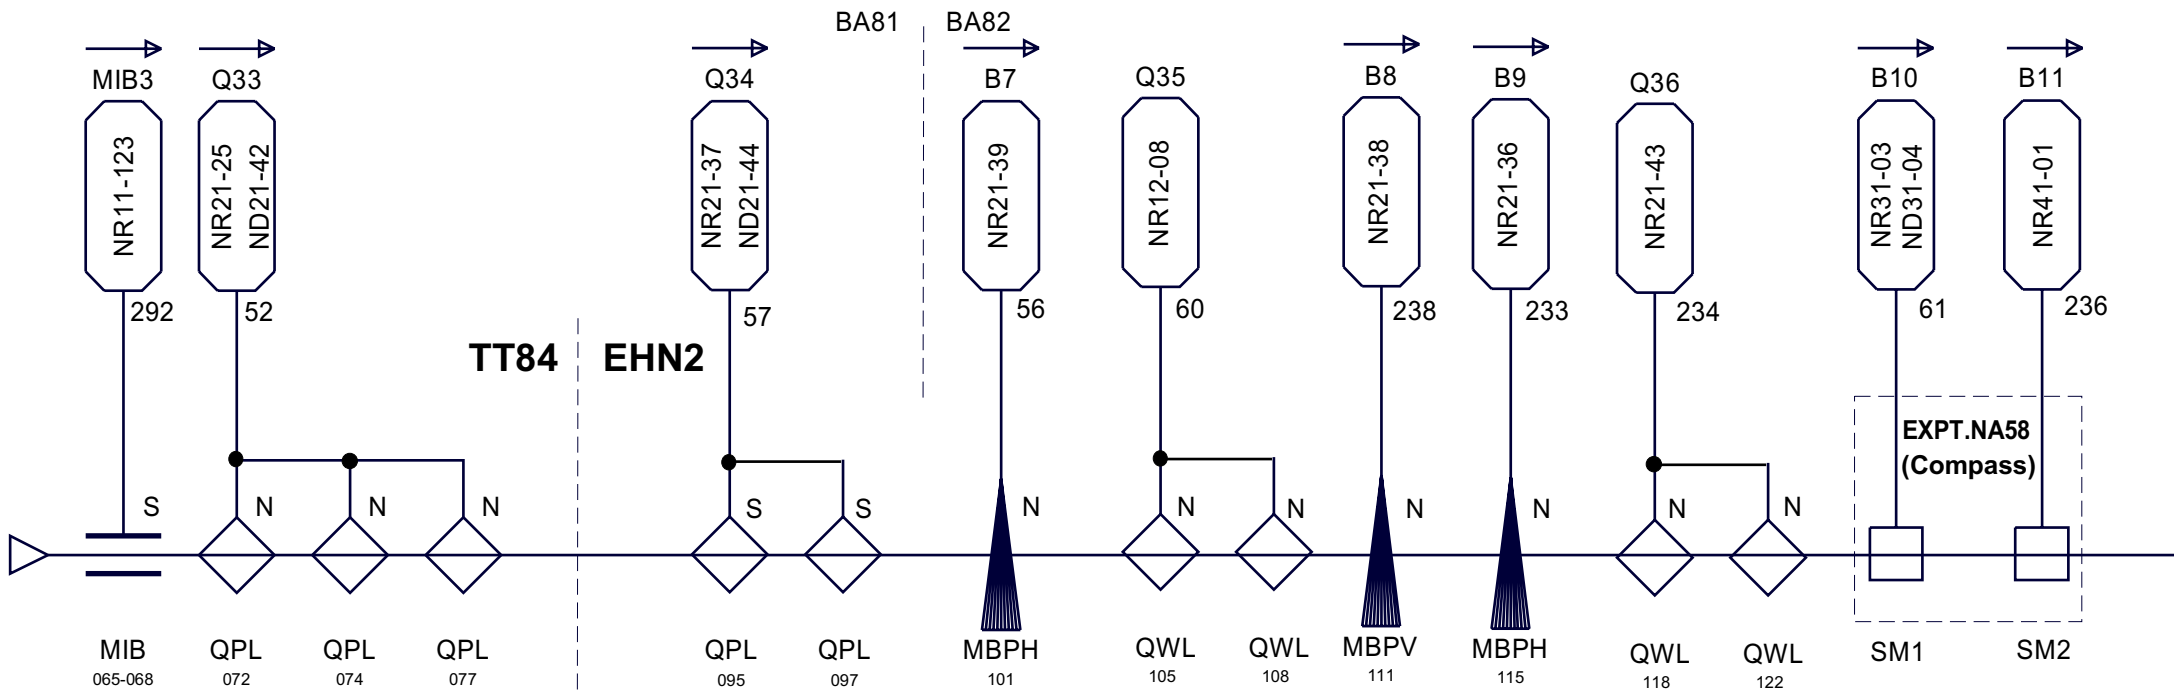 BA81 BA82
MIB3 Q33 Q34 B7 Q35 B8 B9 Q36 B10 B11
NR11-123
NR21-25
ND21-42
NR21-37
ND21-44
NR21-39
NR12-08
NR21-38
NR21-36
NR21-43
NR31-03
ND31-04
NR41-01
292 52 57 56 60 238 233 234 61 236
TT84 EHN2
EXPT.NA58
(Compass)
S N N N S S N N N N N N N
MIB QPL QPL QPL QPL QPL MBPH QWL QWL MBPV MBPH QWL QWL SM1 SM2
065-068 072 074 077 095 097 101 105 108 111 115 118 122